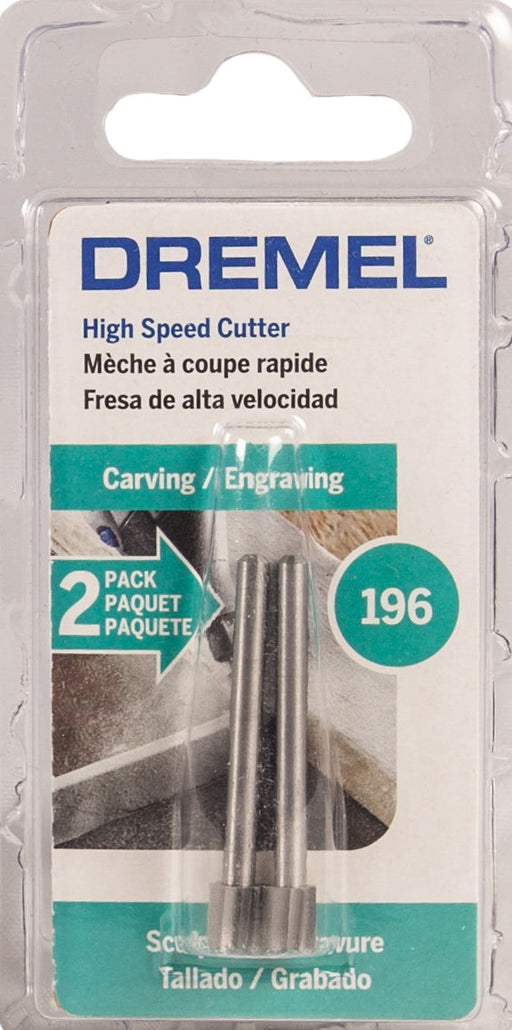 DREMEL®
High Speed Cutter
Mèche à coupe rapide
Fresa de alta velocidad
Carving / Engraving
2 PACK
PAQUET
PAQUETE
196
Tallado / Grabado